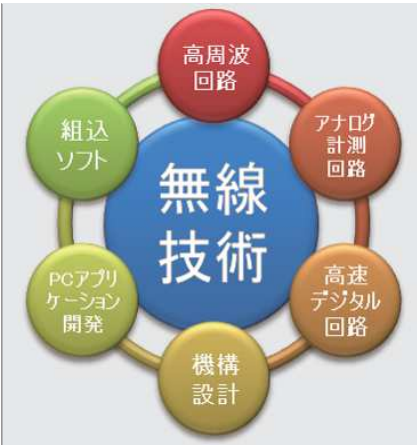 高周波
回路
アナログ
計測
回路
高速
デジタル
回路
機構
設計
PCアプリ
ケーション
開発
組込
ソフト
無線
技術